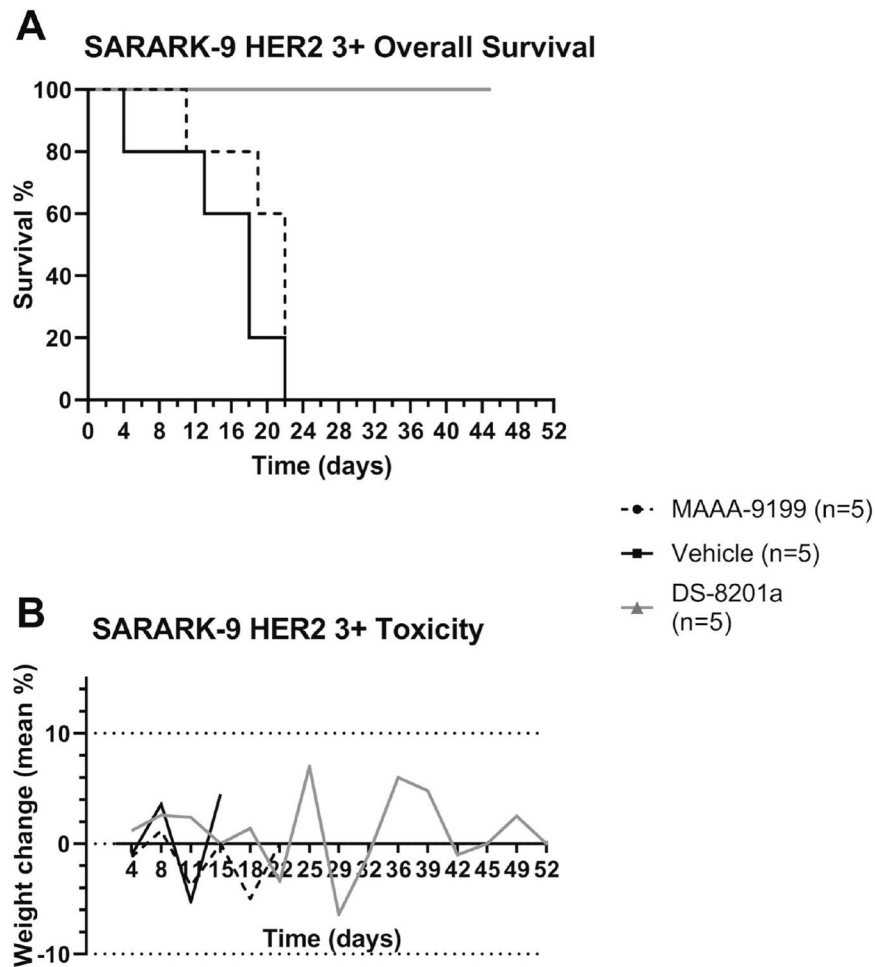 A
SARARK-9 HER2 3+ Overall Survival
Survival %
100
80
60
40
20
0
0 4 8 12 16 20 24 28 32 36 40 44 48 52
Time (days)
MAAA-9199 (n=5)
Vehicle (n=5)
DS-8201a
(n=5)
B
SARARK-9 HER2 3+ Toxicity
Weight change (mean %)
10
0
-10
4 8 11 15 18 22 25 29 32 36 39 42 45 49 52
Time (days)